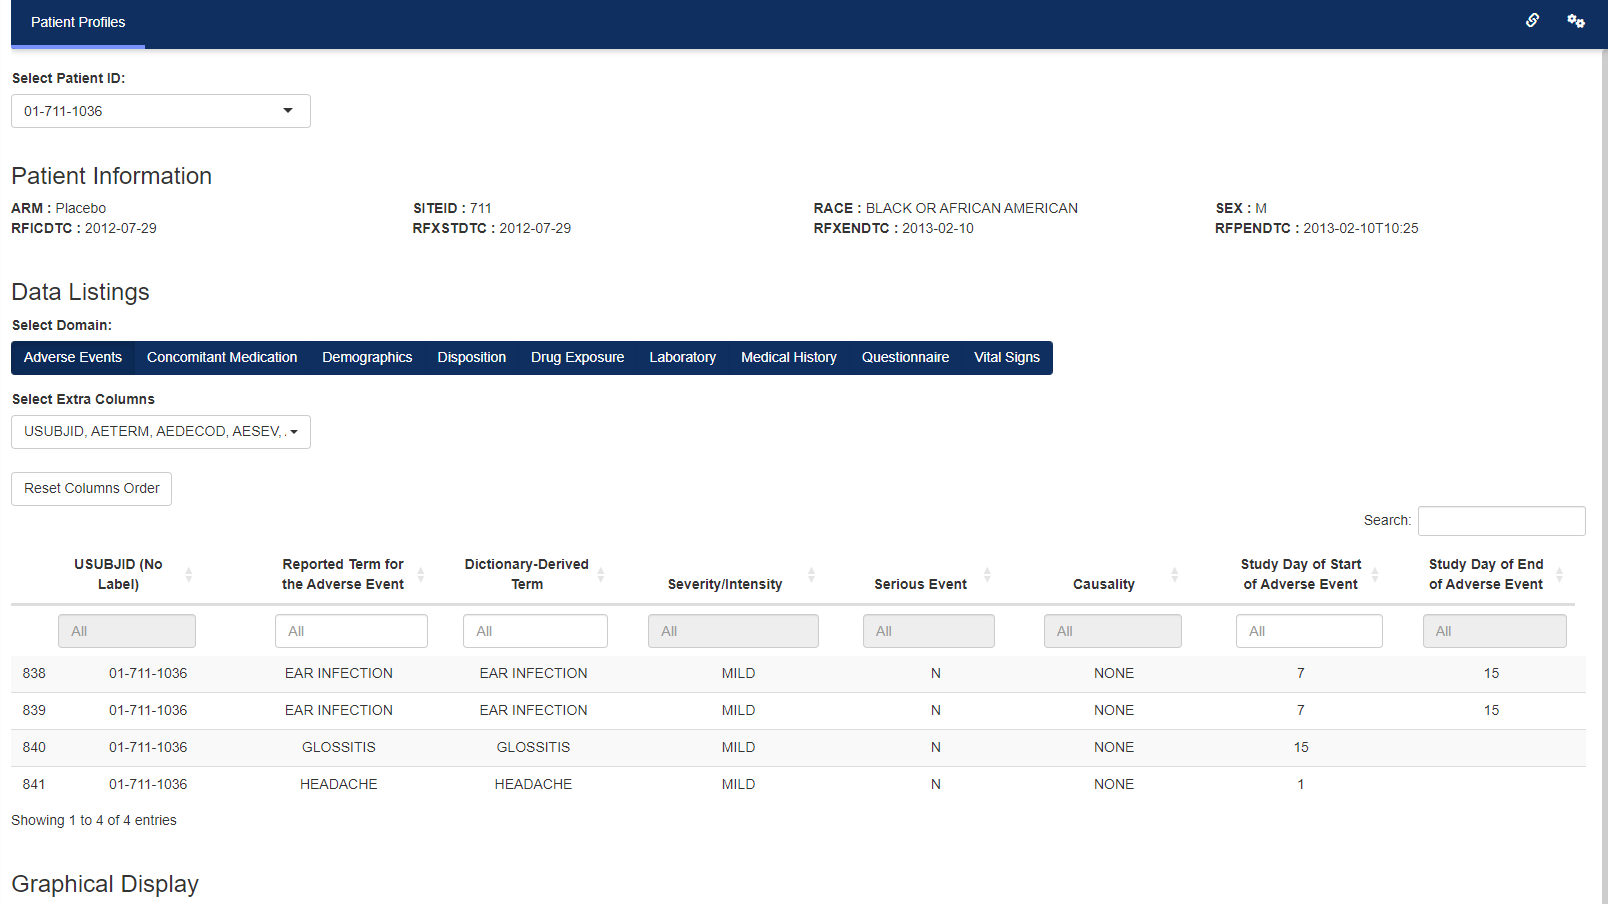 Patient Profiles
Select Patient ID:
01-711-1036
Patient Information
ARM : Placebo SITEID : 711 RACE : BLACK OR AFRICAN AMERICAN SEX : M
RFICDTC : 2012-07-29 RFXSTDTC : 2012-07-29 RFXENDTC : 2013-02-10 RFPENDTC : 2013-02-10T10:25
Data Listings
Select Domain:
Adverse Events Concomitant Medication Demographics Disposition Drug Exposure Laboratory Medical History Questionnaire Vital Signs
Select Extra Columns
USUBJID, AETERM, AEDECOD, AESEV, .
Reset Columns Order
Search:
USUBJID (No Reported Term for Dictionary-Derived Study Day of Start Study Day of End
Label) the Adverse Event Term Severity/Intensity Serious Event Causality of Adverse Event of Adverse Event
All All All All All All All All
838 01-711-1036 EAR INFECTION EAR INFECTION MILD N NONE 7 15
839 01-711-1036 EAR INFECTION EAR INFECTION MILD N NONE 7 15
840 01-711-1036 GLOSSITIS GLOSSITIS MILD N NONE 15
841 01-711-1036 HEADACHE HEADACHE MILD N NONE 1
Showing 1 to 4 of 4 entries
Graphical Display